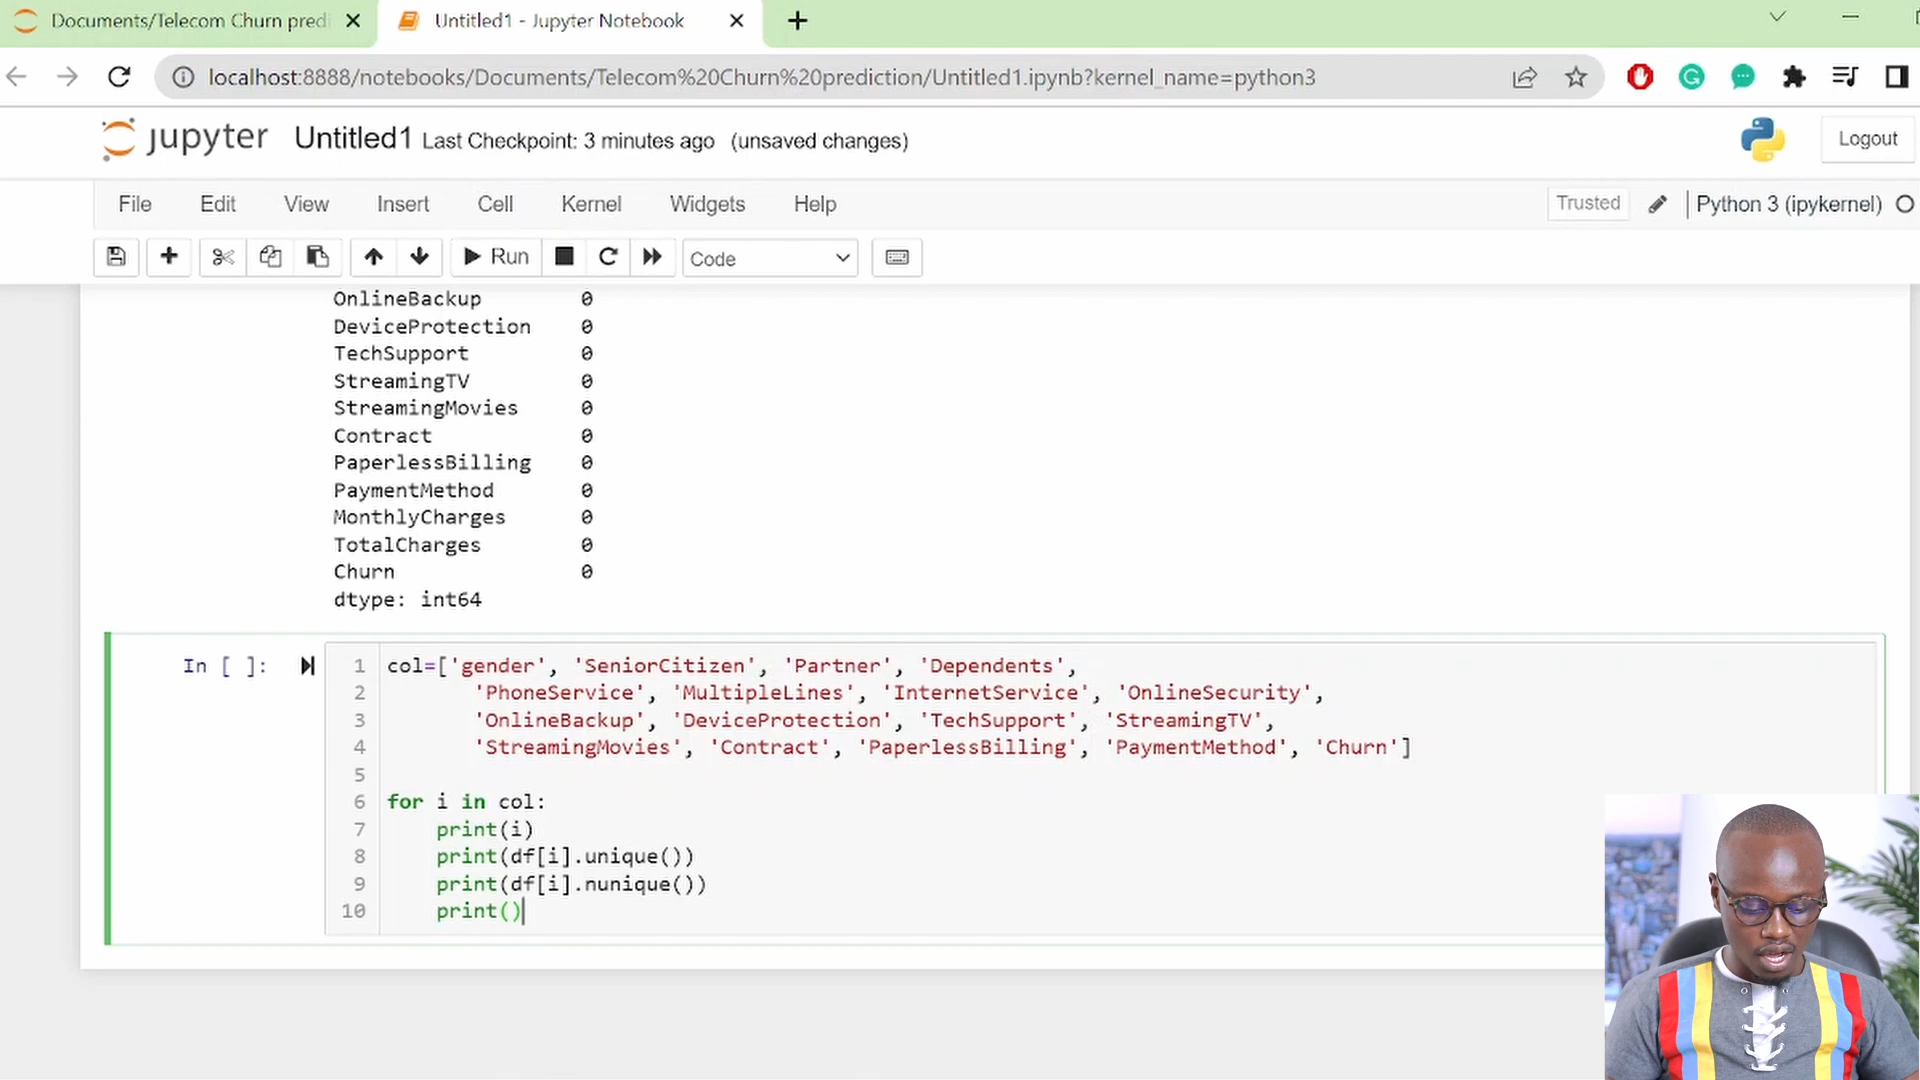 Documents/Telecom Churn pred
Untitled1 - Jupyter Notebook
localhost:8888/notebooks/Documents/Telecom%20Churn%20prediction/Untitled1.ipynb?kernel_name=python3
jupyter Untitled1 Last Checkpoint: 3 minutes ago (unsaved changes)
Logout
File Edit View Insert Cell Kernel Widgets Help
Trusted
Python 3 (ipykernel)
Run
Code
OnlineBackup 0
DeviceProtection 0
TechSupport 0
StreamingTV 0
StreamingMovies 0
Contract 0
PaperlessBilling 0
PaymentMethod 0
MonthlyCharges 0
TotalCharges 0
Churn 0
dtype: int64
In [ ]:
1 col=['gender', 'SeniorCitizen', 'Partner', 'Dependents',
2 'PhoneService', 'MultipleLines', 'InternetService', 'OnlineSecurity',
3 'OnlineBackup', 'DeviceProtection', 'TechSupport', 'StreamingTV',
4 'StreamingMovies', 'Contract', 'PaperlessBilling', 'PaymentMethod', 'Churn']
5
6 for i in col:
7 print(i)
8 print(df[i].unique())
9 print(df[i].nunique())
10 print()